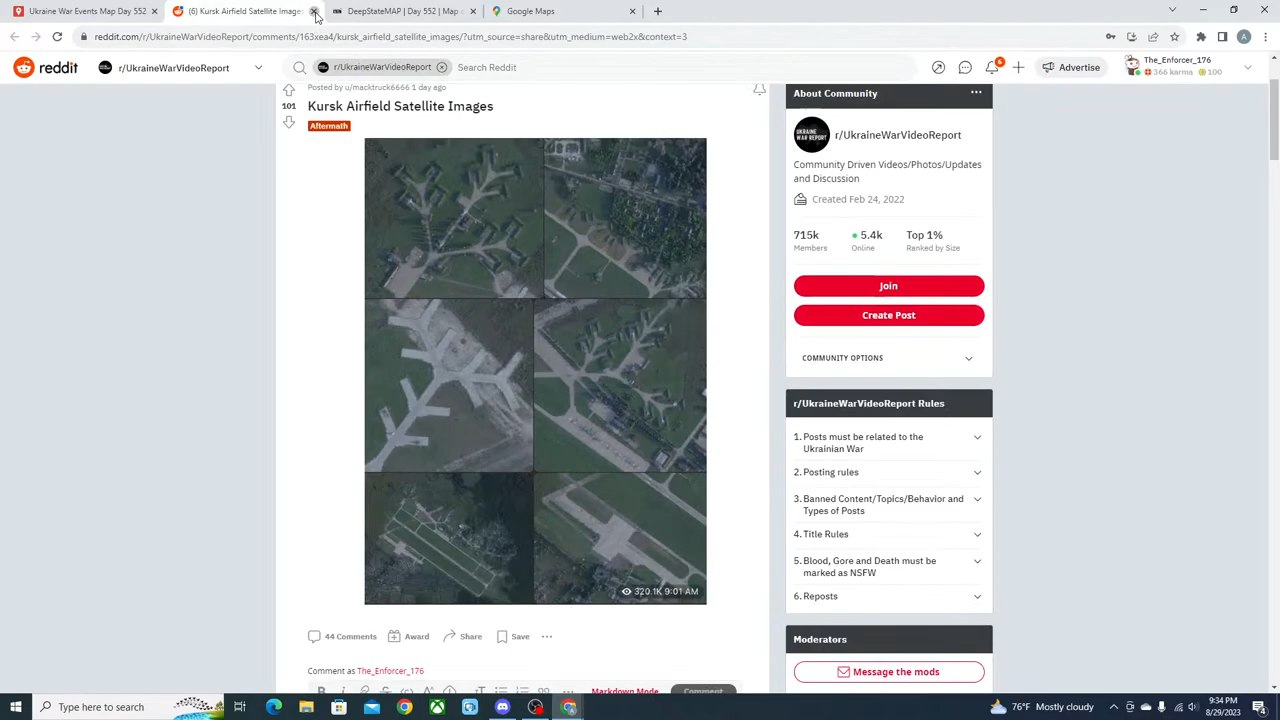 Ukraine War Events Map Day 552
(6) Kursk Airfield Satellite Images
DeepStateMAP | Day 552 | Map
Google Maps
reddit.com/r/UkraineWarVideoReport/comments/163xea4/kursk_airfield_satellite_images/?utm_source=share&utm_medium=web2x&context=3
A
reddit
r/UkraineWarVideoReport
r/UkraineWarVideoReport
Search Reddit
6
Advertise
The_Enforcer_176
366 karma 100
Posted by u/macktruck6666 1 day ago
101
Kursk Airfield Satellite Images
Aftermath
320.1K 9:01 AM
44 Comments
Award
Share
Save
Comment as The_Enforcer_176
Markdown Mode
Comment
About Community
UKRAINE
WAR REPORT
r/UkraineWarVideoReport
Community Driven Videos/Photos/Updates
and Discussion
Created Feb 24, 2022
715k
5.4k
Top 1%
Members
Online
Ranked by Size
Join
Create Post
COMMUNITY OPTIONS
r/UkraineWarVideoReport Rules
1. Posts must be related to the
Ukrainian War
2. Posting rules
3. Banned Content/Topics/Behavior and
Types of Posts
4. Title Rules
5. Blood, Gore and Death must be
marked as NSFW
6. Reposts
Moderators
Message the mods
Type here to search
76°F Mostly cloudy
9:34 PM
8/29/2023